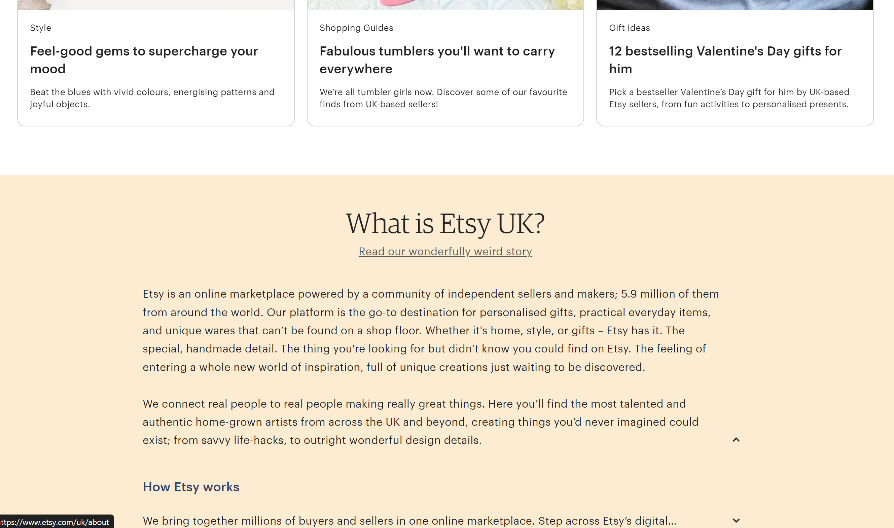 Style
Feel-good gems to supercharge your
mood
Beat the blues with vivid colours, energising patterns and
joyful objects.
Shopping Guides
Fabulous tumblers you'll want to carry
everywhere
We're all tumbler girls now. Discover some of our favourite
finds from UK-based sellers!
Gift Ideas
12 bestselling Valentine's Day gifts for
him
Pick a bestseller Valentine's Day gift for him by UK-based
Etsy sellers, from fun activities to personalised presents.
What is Etsy UK?
Read our wonderfully weird story
Etsy is an online marketplace powered by a community of independent sellers and makers; 5.9 million of them
from around the world. Our platform is the go-to destination for personalised gifts, practical everyday items,
and unique wares that can't be found on a shop floor. Whether it's home, style, or gifts – Etsy has it. The
special, handmade detail. The thing you're looking for but didn't know you could find on Etsy. The feeling of
entering a whole new world of inspiration, full of unique creations just waiting to be discovered.
We connect real people to real people making really great things. Here you'll find the most talented and
authentic home-grown artists from across the UK and beyond, creating things you'd never imagined could
exist; from savvy life-hacks, to outright wonderful design details.
How Etsy works
We bring together millions of buyers and sellers in one online marketplace. Step across Etsy's digital...
ttps://www.etsy.com/uk/about